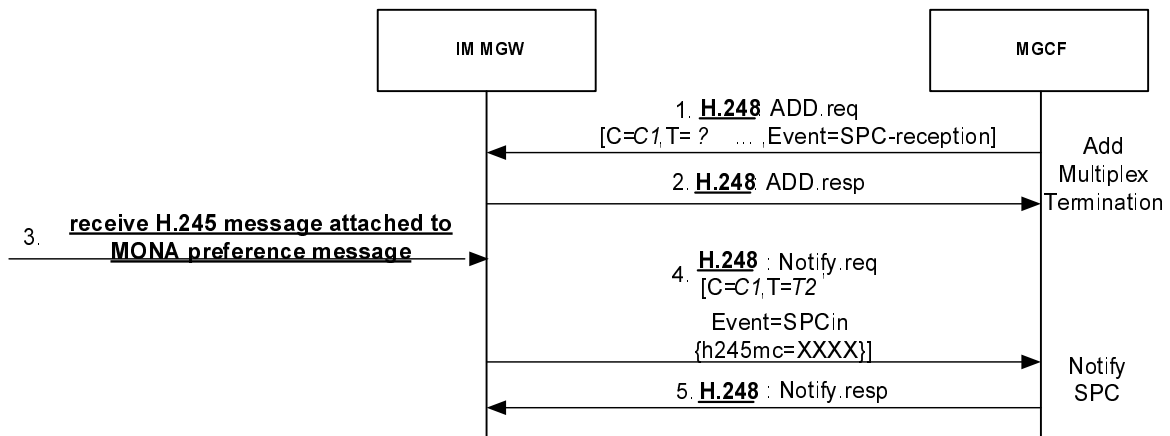 IM MGW
MGCF
1. H.248: ADD.req
[C=C1,T= ? ... ,Event=SPC-reception]
Add
Multiplex
Termination
2. H.248: ADD.resp
3. receive H.245 message attached to
MONA preference message
4. H.248 : Notify.req
[C=C1,T=T2 ,
Event=SPCin
{h245mc=XXXX}]
Notify
SPC
5. H.248 : Notify.resp